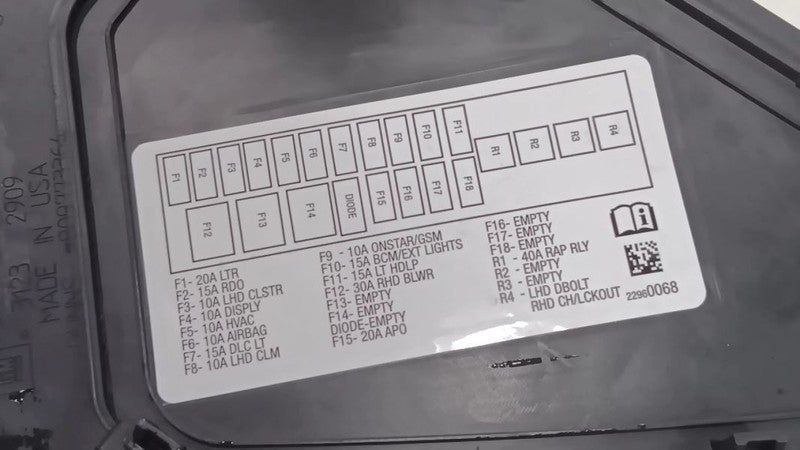 F1
F2
F3
F4
F5
F6
F7
F8
F9
F10
F11
R1
R2
R3
R4
F12
F13
F14
DIODE
F15
F16
F17
F18
F1- 20A LTR
F2- 15A RDO
F3- 10A LHD CLSTR
F4- 10A DISPLY
F5- 10A HVAC
F6- 10A AIRBAG
F7- 15A DLC LT
F8- 10A LHD CLM
F9 - 10A ONSTAR/GSM
F10- 15A BCM/EXT LIGHTS
F11- 15A LT HDLP
F12- 30A RHD BLWR
F13- EMPTY
F14- EMPTY
DIODE-EMPTY
F15- 20A APO
F16- EMPTY
F17- EMPTY
F18- EMPTY
R1 - 40A RAP RLY
R2 - EMPTY
R3 - EMPTY
R4 - LHD DBOLT
RHD CH/LCKOUT
22960068
2909
MADE IN USA